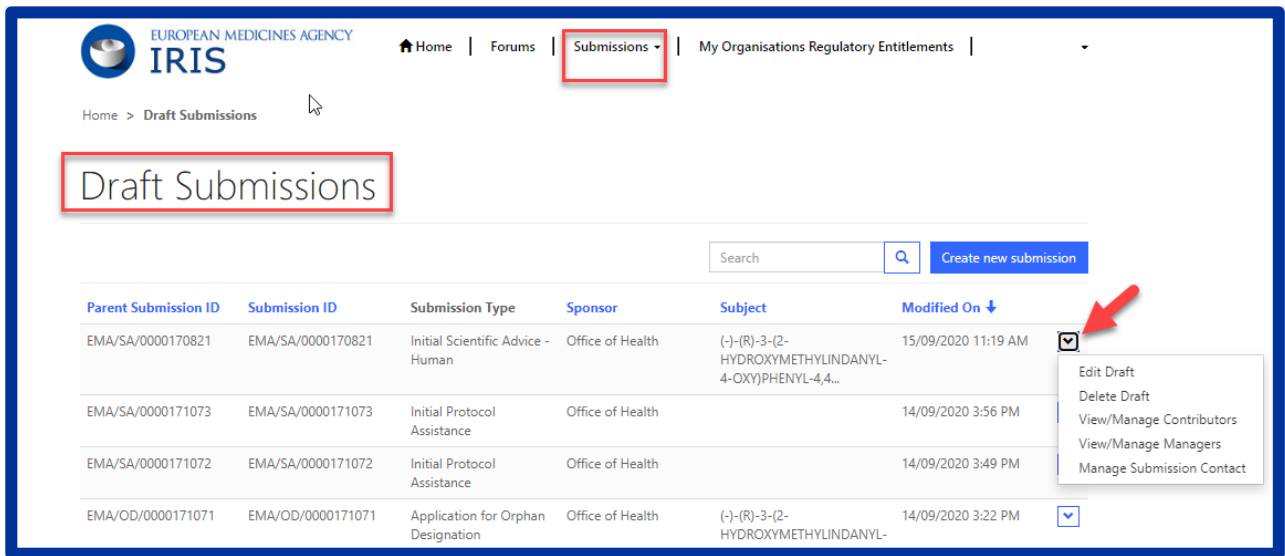 EUROPEAN MEDICINES AGENCY
IRIS
Home
Forums
Submissions
My Organisations Regulatory Entitlements
Home > Draft Submissions
Draft Submissions
Search
Create new submission
Parent Submission ID Submission ID Submission Type Sponsor Subject Modified On
EMA/SA/0000170821 EMA/SA/0000170821 Initial Scientific Advice - Office of Health (-)-(R)-3-(2- 15/09/2020 11:19 AM
Human HYDROXYMETHYLINDANYL-
4-OXY)PHENYL-4,4...
Edit Draft
Delete Draft
View/Manage Contributors
View/Manage Managers
Manage Submission Contact
EMA/SA/0000171073 EMA/SA/0000171073 Initial Protocol Office of Health 14/09/2020 3:56 PM
Assistance
EMA/SA/0000171072 EMA/SA/0000171072 Initial Protocol Office of Health 14/09/2020 3:49 PM
Assistance
EMA/OD/0000171071 EMA/OD/0000171071 Application for Orphan Office of Health (-)-(R)-3-(2- 14/09/2020 3:22 PM
Designation HYDROXYMETHYLINDANYL-